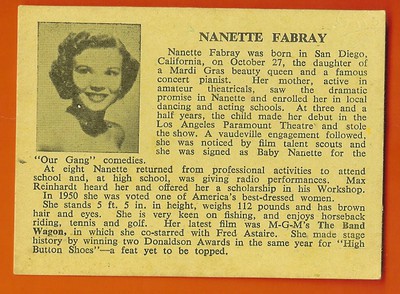 NANETTE FABRAY
Nanette Fabray was born in San Diego,
California, on October 27, the daughter of
a Mardi Gras beauty queen and a famous
concert pianist. Her mother, active in
amateur theatricals, saw the dramatic
promise in Nanette and enrolled her in local
dancing and acting schools. At three and a
half years, the child made her debut in the
Los Angeles Paramount Theatre and stole
the show. A vaudeville engagement followed,
she was noticed by film talent scouts and
she was signed as Baby Nanette for the
"Our Gang" comedies.
At eight Nanette returned from professional activities to attend
school and, at high school, was giving radio performances. Max
Reinhardt heard her and offered her a scholarship in his Workshop.
In 1950 she was voted one of America's best-dressed women.
She stands 5 ft. 5 in. in height, weighs 112 pounds and has brown
hair and eyes. She is very keen on fishing, and enjoys horseback
riding, tennis and golf. Her latest film was M-G-M's The Band
Wagon, in which she co-starred with Fred Astaire. She made stage
history by winning two Donaldson Awards in the same year for "High
Button Shoes"—a feat yet to be topped.